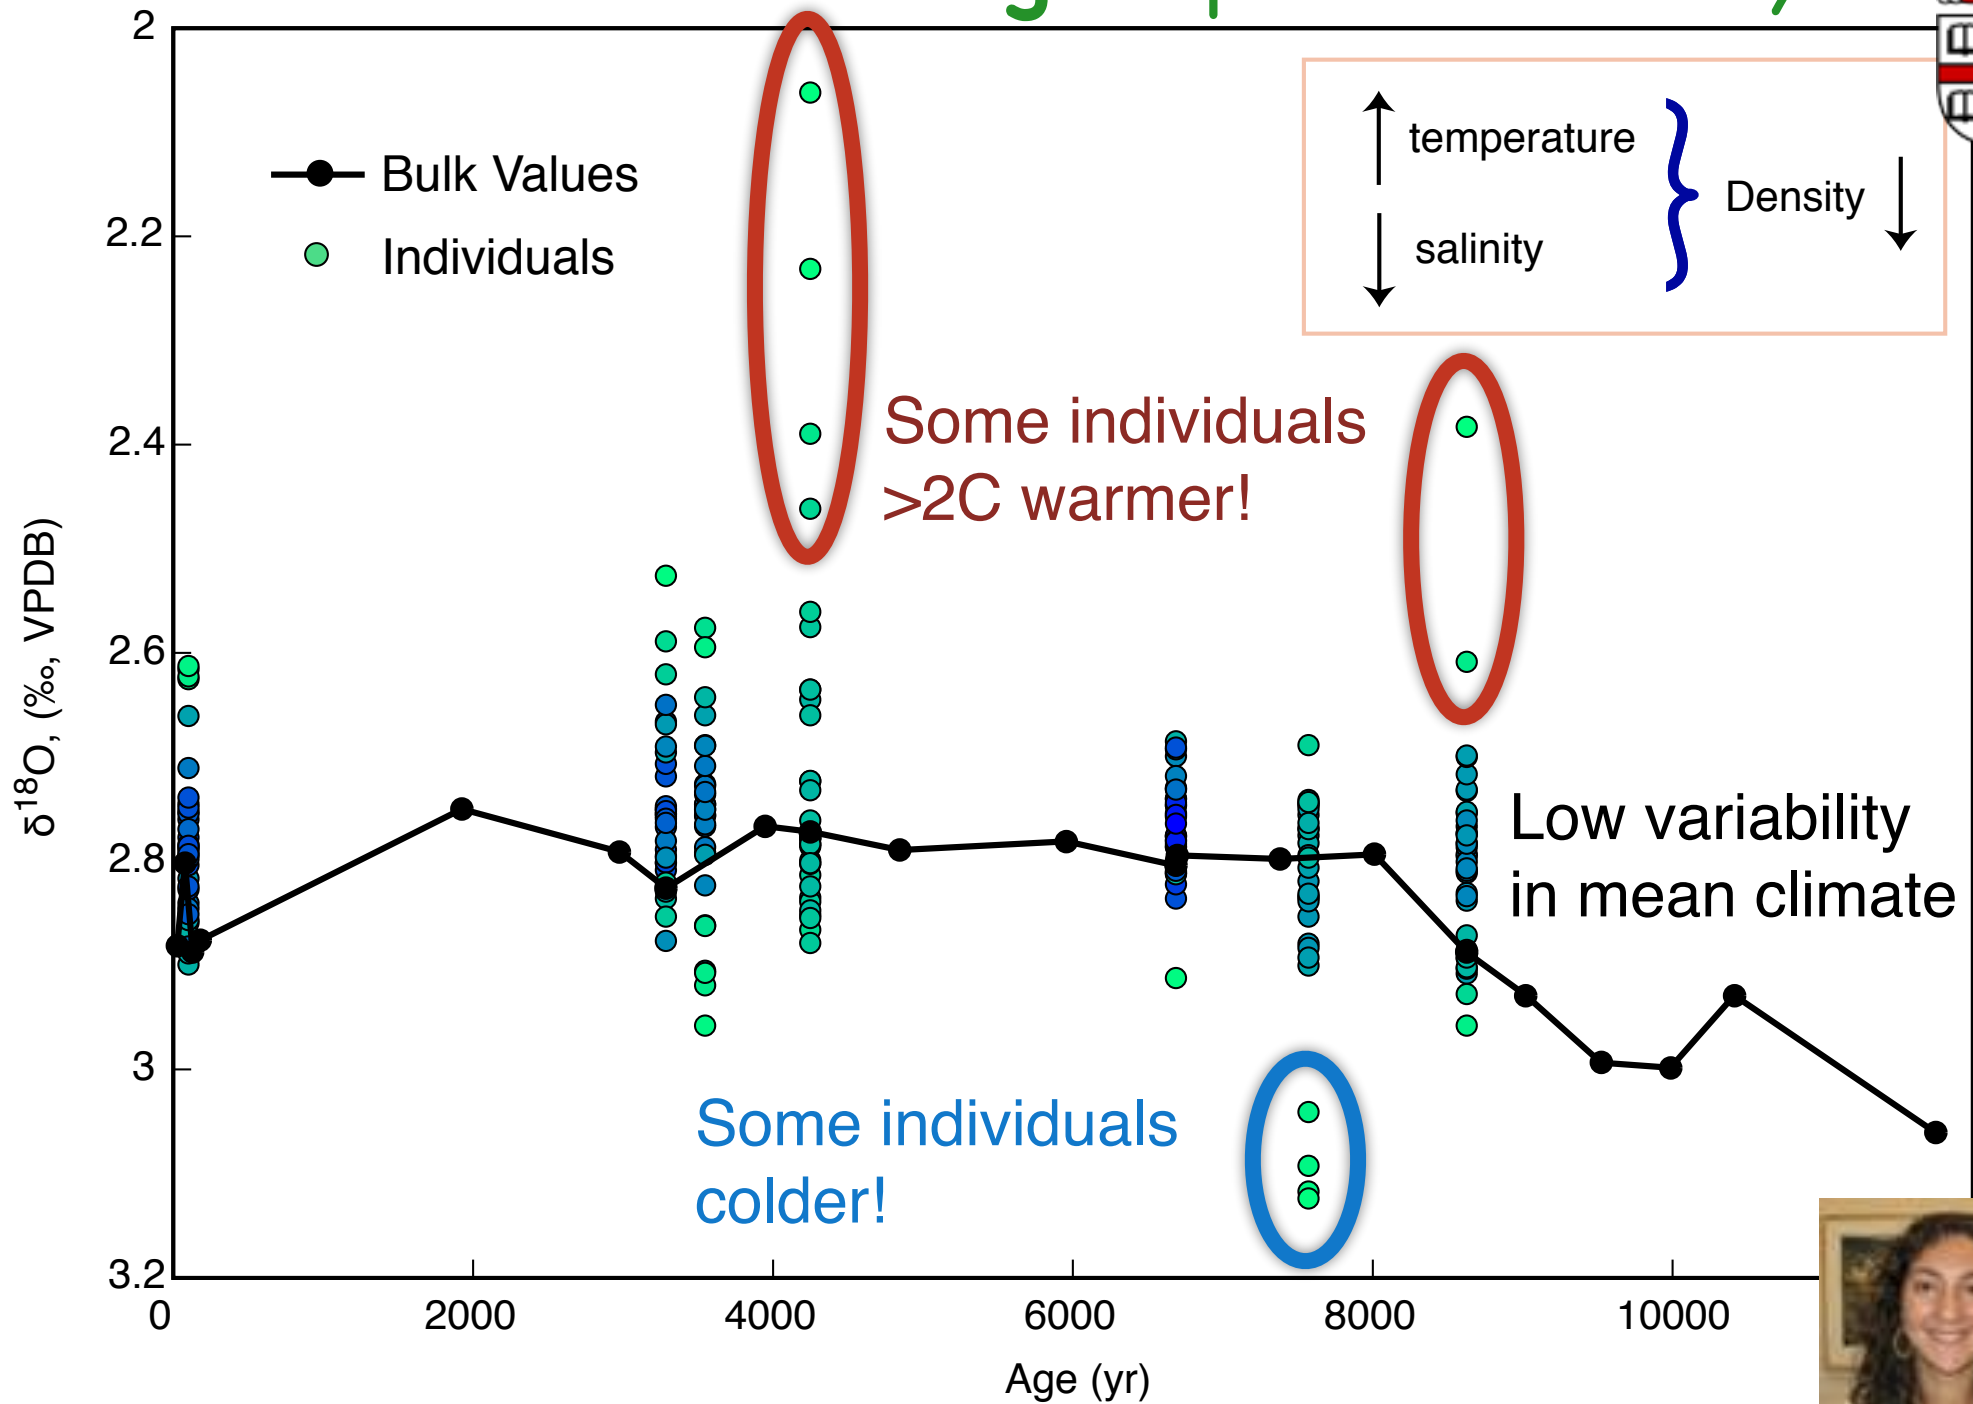 2
2.2
2.4
2.6
2.8
3
3.2
δ¹⁸O, (‰, VPDB)
Bulk Values
Individuals
temperature
salinity
Density
Some individuals
>2C warmer!
Low variability
in mean climate
Some individuals
colder!
0
2000
4000
6000
8000
10000
Age (yr)